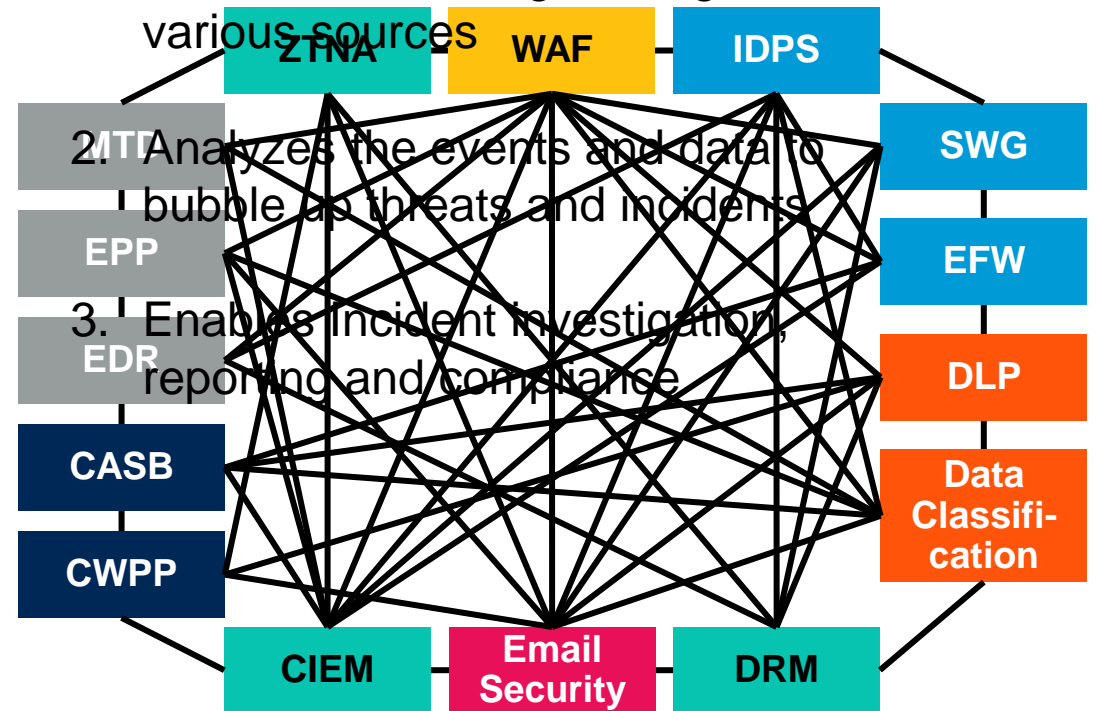 various sources
ZTNA
WAF
IDPS
MTD
2. Analyzes the events and data to
bubble up threats and incidents
SWG
EPP
EFW
3. Enables Incident investigation,
EDR
reporting and compliance
DLP
CASB
Data
Classifi-
cation
CWPP
CIEM
Email
Security
DRM